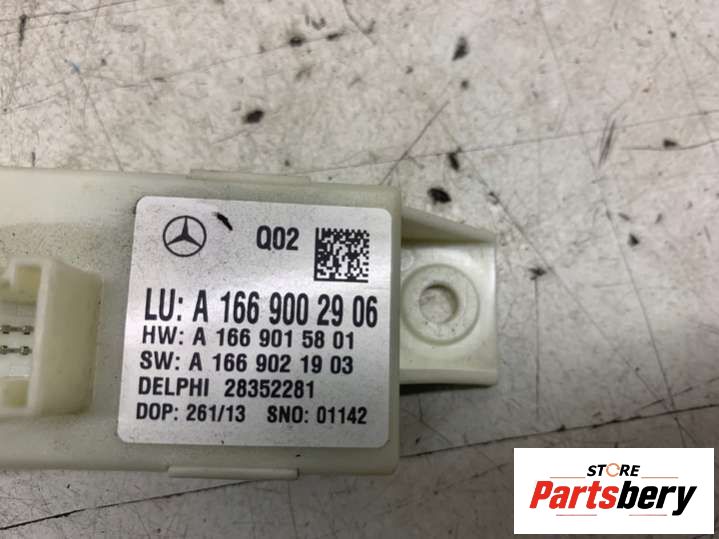 Q02
LU: A 166 900 29 06
HW: A 166 901 58 01
SW: A 166 902 19 03
DELPHI 28352281
DOP: 261/13 SNO: 01142
STORE
Partsbery